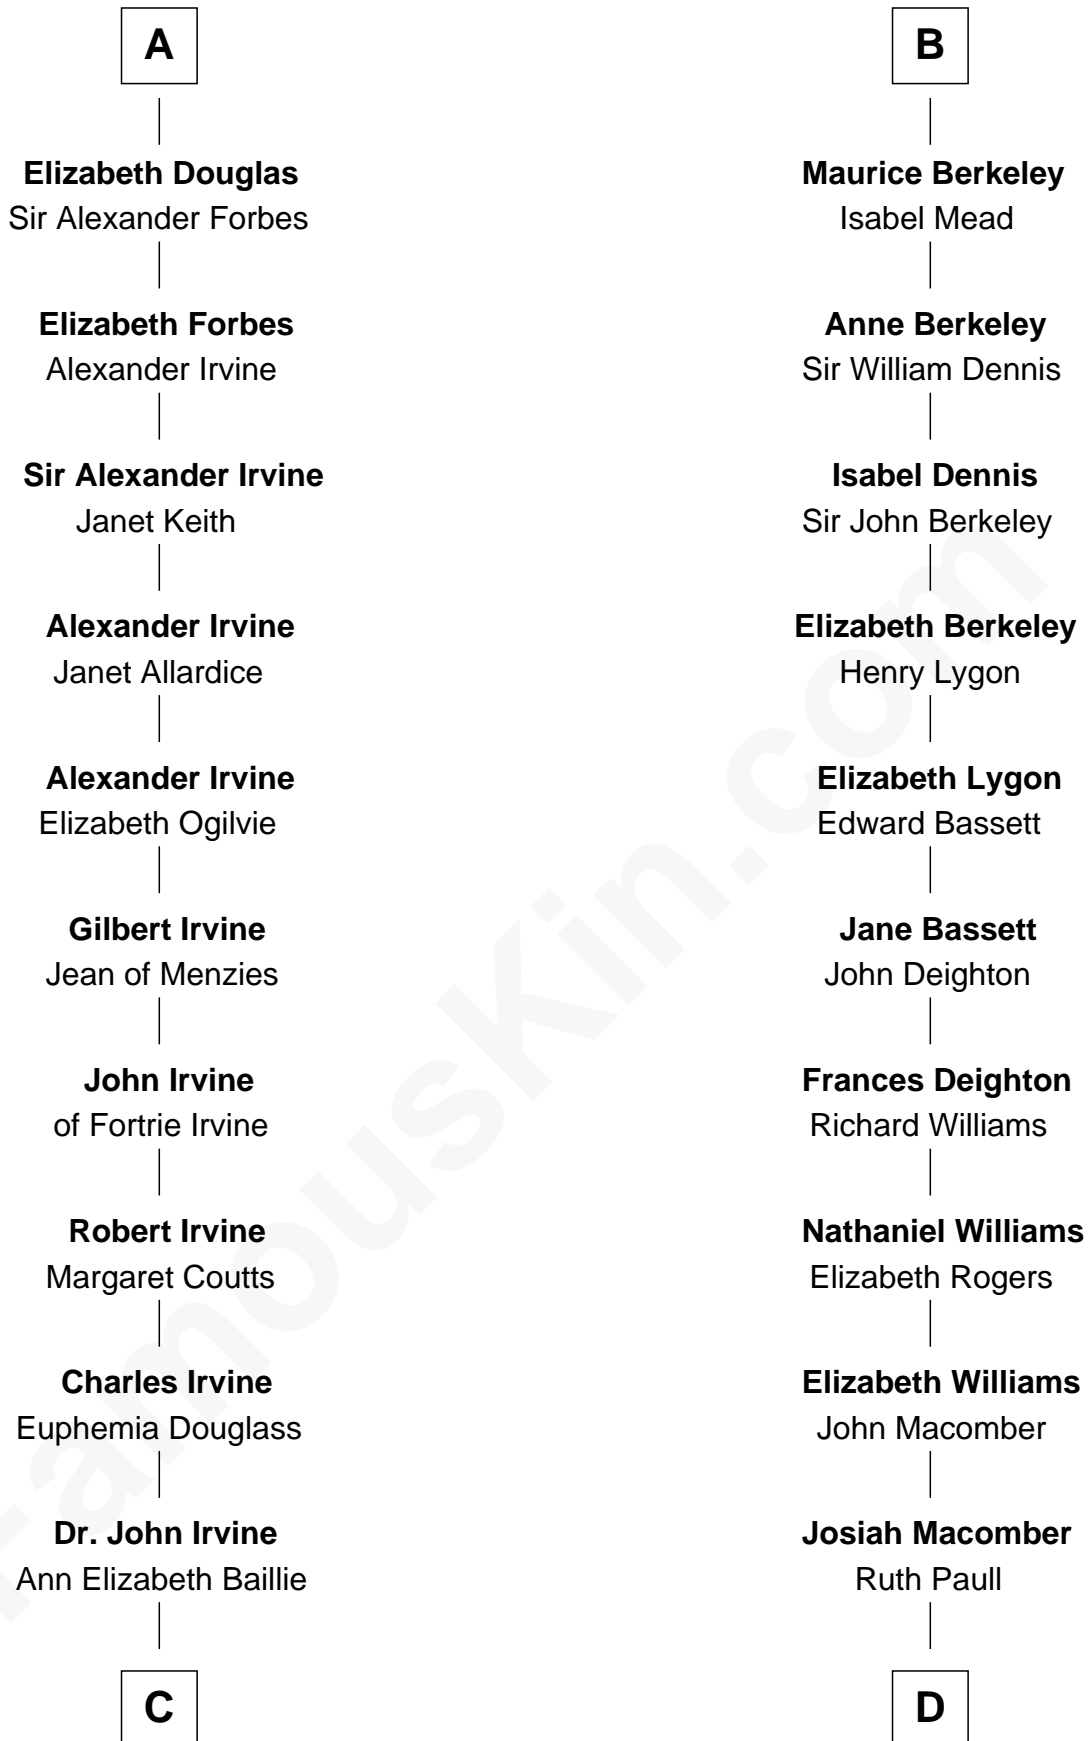 A
Elizabeth Douglas
Sir Alexander Forbes
Elizabeth Forbes
Alexander Irvine
Sir Alexander Irvine
Janet Keith
Alexander Irvine
Janet Allardice
Alexander Irvine
Elizabeth Ogilvie
Gilbert Irvine
Jean of Menzies
John Irvine
of Fortrie Irvine
Robert Irvine
Margaret Coutts
Charles Irvine
Euphemia Douglass
Dr. John Irvine
Ann Elizabeth Baillie
C
B
Maurice Berkeley
Isabel Mead
Anne Berkeley
Sir William Dennis
Isabel Dennis
Sir John Berkeley
Elizabeth Berkeley
Henry Lygon
Elizabeth Lygon
Edward Bassett
Jane Bassett
John Deighton
Frances Deighton
Richard Williams
Nathaniel Williams
Elizabeth Rogers
Elizabeth Williams
John Macomber
Josiah Macomber
Ruth Paull
D
FamousKin.com